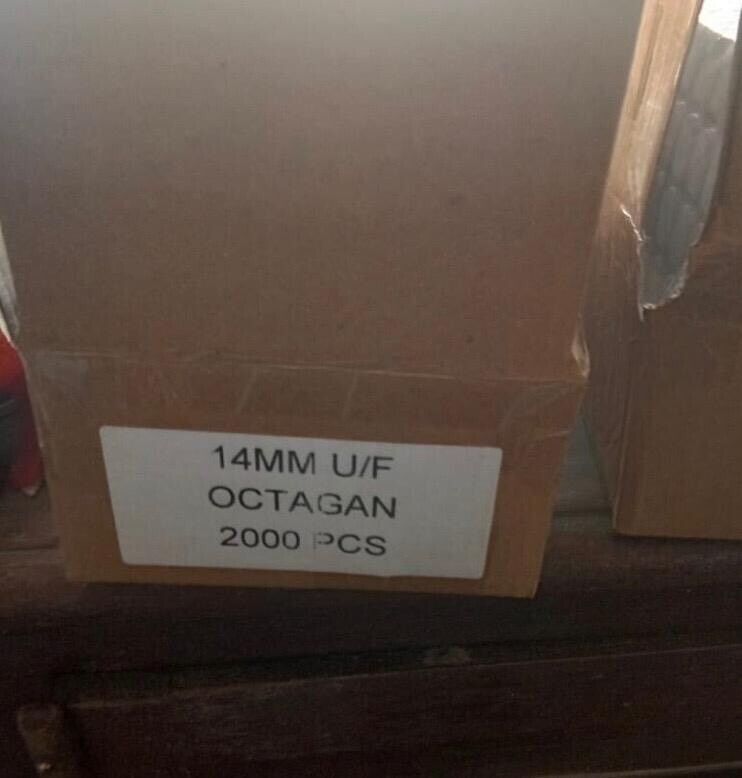 14MM U/F
OCTAGAN
2000 PCS